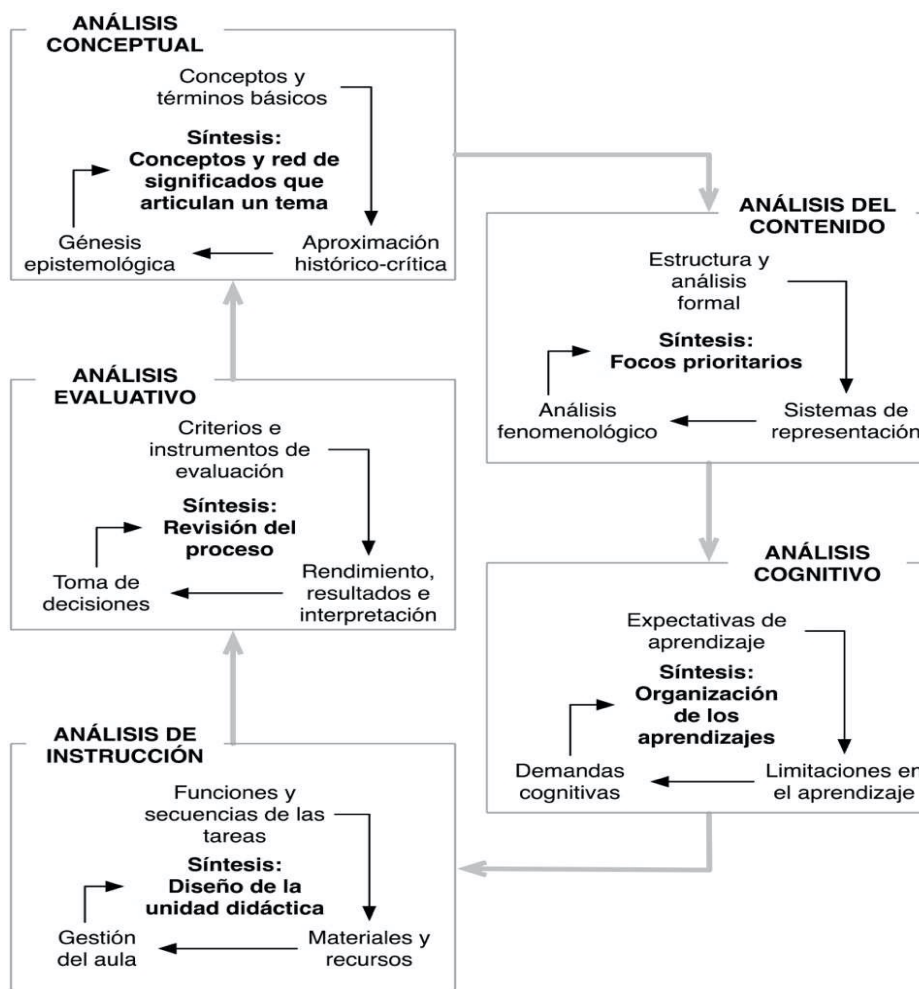 ANÁLISIS
CONCEPTUAL
Conceptos y
términos básicos
Síntesis:
Conceptos y red de
significados que
articulan un tema
Génesis
epistemológica
Aproximación
histórico-crítica
ANÁLISIS DEL
CONTENIDO
Estructura y
análisis
formal
Síntesis:
Focos prioritarios
Análisis
fenomenológico
Sistemas de
representación
ANÁLISIS
COGNITIVO
Expectativas de
aprendizaje
Síntesis:
Organización
de los
aprendizajes
Demandas
cognitivas
Limitaciones en
el aprendizaje
ANÁLISIS DE
INSTRUCCIÓN
Funciones y
secuencias de las
tareas
Síntesis:
Diseño de la
unidad didáctica
Gestión
del aula
Materiales y
recursos
ANÁLISIS
EVALUATIVO
Criterios e
instrumentos de
evaluación
Síntesis:
Revisión del
proceso
Toma de
decisiones
Rendimiento,
resultados e
interpretación